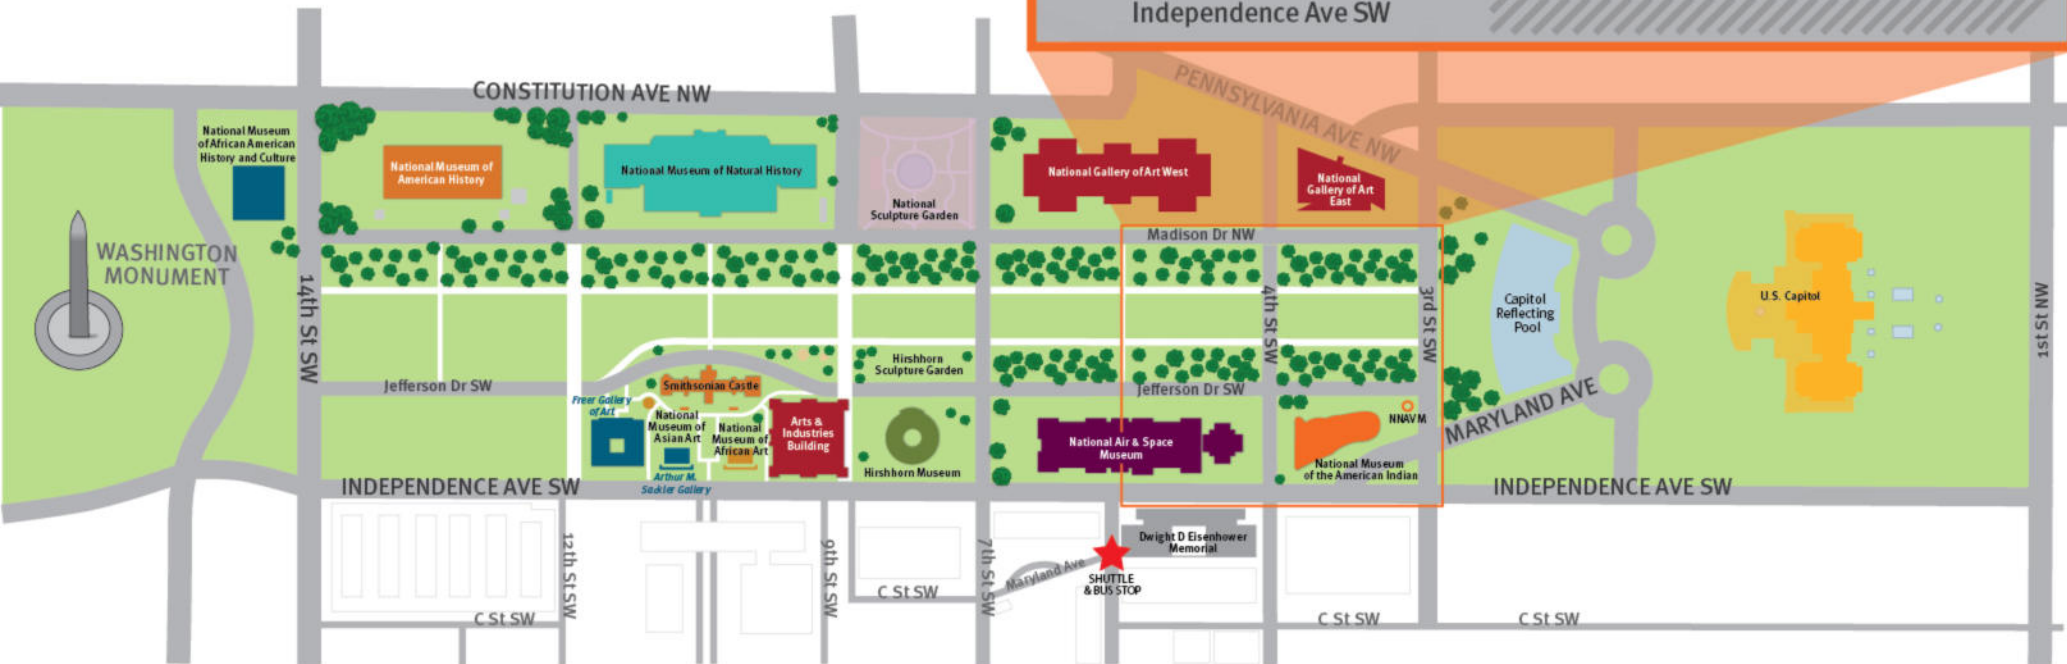 Independence Ave SW
CONSTITUTION AVE NW
PENNSYLVANIA AVE NW
National Museum
of African American
History and Culture
National Museum of
American History
National Museum of Natural History
National
Sculpture Garden
National Gallery of Art West
National
Gallery of Art
East
WASHINGTON
MONUMENT
Madison Dr NW
14th St SW
4th St SW
3rd St SW
Capitol
Reflecting
Pool
U.S. Capitol
1st St NW
Hirshhorn
Sculpture Garden
Jefferson Dr SW
Smithsonian Castle
Jefferson Dr SW
MARYLAND AVE
Freer Gallery
of Art
National
Museum of
Asian Art
National
Museum of
African Art
Arts &
Industries
Building
Hirshhorn Museum
National Air & Space
Museum
NNAVM
National Museum
of the American Indian
Arthur M.
Sackler Gallery
INDEPENDENCE AVE SW
INDEPENDENCE AVE SW
12th St SW
9th St SW
7th St SW
Maryland Ave
Dwight D Eisenhower
Memorial
SHUTTLE
& BUS STOP
C St SW
C St SW
C St SW
C St SW